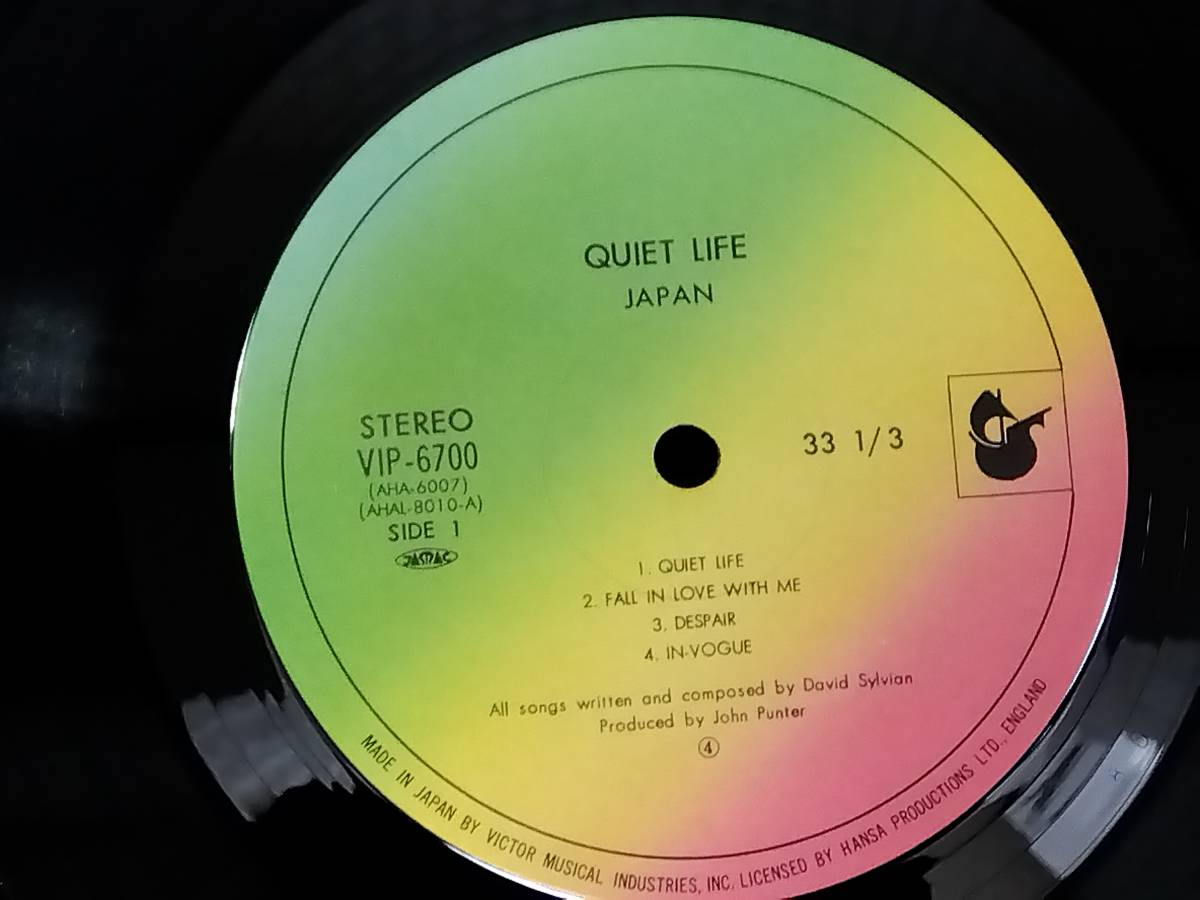 QUIET LIFE
JAPAN
STEREO
VIP-6700
(AHA-6007)
(AHAL-8010-A)
SIDE 1
JASRAC
33 1/3
1. QUIET LIFE
2. FALL IN LOVE WITH ME
3. DESPAIR
4. IN-VOGUE
All songs written and composed by David Sylvian
Produced by John Punter
④
MADE IN JAPAN BY VICTOR MUSICAL INDUSTRIES, INC. LICENSED BY HANSA PRODUCTIONS LTD., ENGLAND